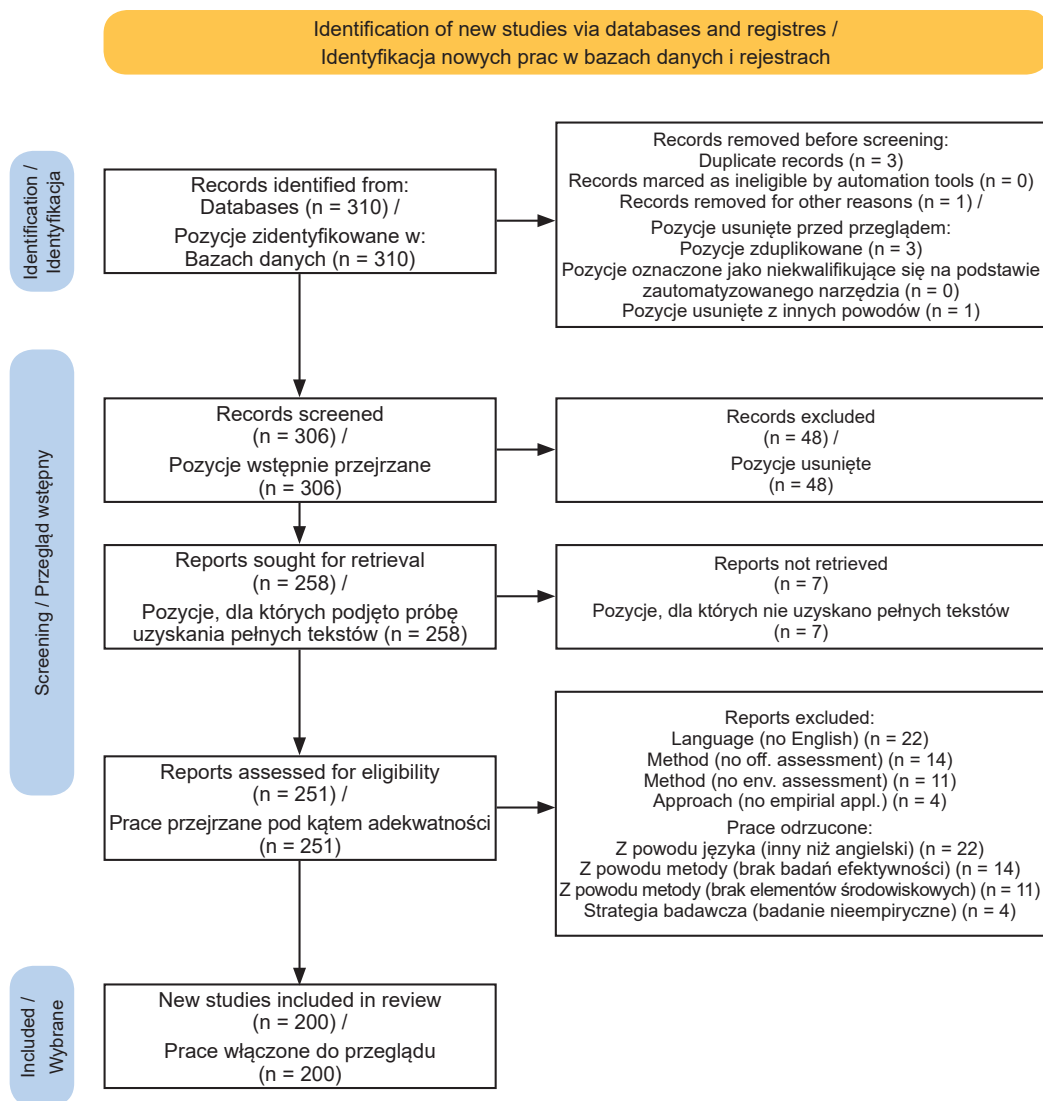 Identification of new studies via databases and registres /
Identyfikacja nowych prac w bazach danych i rejestrach
Identification /
Identyfikacja
Records identified from:
Databases (n = 310) /
Pozycje zidentyfikowane w:
Bazach danych (n = 310)
Records removed before screening:
Duplicate records (n = 3)
Records marced as ineligible by automation tools (n = 0)
Records removed for other reasons (n = 1) /
Pozycje usunięte przed przeglądem:
Pozycje zduplikowane (n = 3)
Pozycje oznaczone jako niekwalifikujące się na podstawie
zautomatyzowanego narzędzia (n = 0)
Pozycje usunięte z innych powodów (n = 1)
Screening / Przegląd wstępny
Records screened
(n = 306) /
Pozycje wstępnie przejrzane
(n = 306)
Records excluded
(n = 48) /
Pozycje usunięte
(n = 48)
Reports sought for retrieval
(n = 258) /
Pozycje, dla których podjęto próbę
uzyskania pełnych tekstów (n = 258)
Reports not retrieved
(n = 7)
Pozycje, dla których nie uzyskano pełnych tekstów
(n = 7)
Reports assessed for eligibility
(n = 251) /
Prace przejrzane pod kątem adekwatności
(n = 251)
Reports excluded:
Language (no English) (n = 22)
Method (no off. assessment) (n = 14)
Method (no env. assessment) (n = 11)
Approach (no empirial appl.) (n = 4)
Prace odrzucone:
Z powodu języka (inny niż angielski) (n = 22)
Z powodu metody (brak badań efektywności) (n = 14)
Z powodu metody (brak elementów środowiskowych) (n = 11)
Strategia badawcza (badanie nieempiryczne) (n = 4)
Included /
Wybrane
New studies included in review
(n = 200) /
Prace włączone do przeglądu
(n = 200)